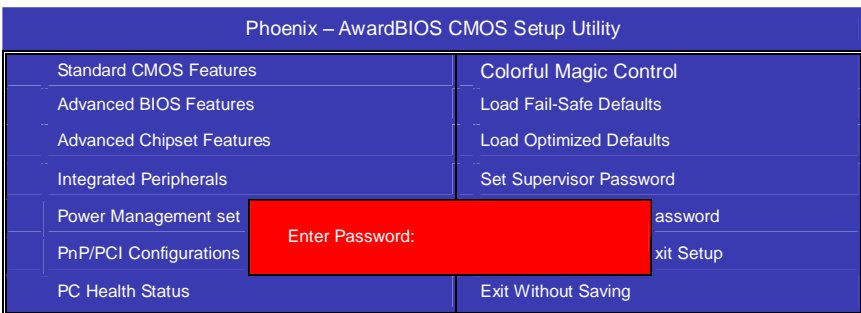 Phoenix – AwardBIOS CMOS Setup Utility
Standard CMOS Features
Advanced BIOS Features
Advanced Chipset Features
Integrated Peripherals
Power Management set
PnP/PCI Configurations
PC Health Status
Colorful Magic Control
Load Fail-Safe Defaults
Load Optimized Defaults
Set Supervisor Password
assword
xit Setup
Exit Without Saving
Enter Password: